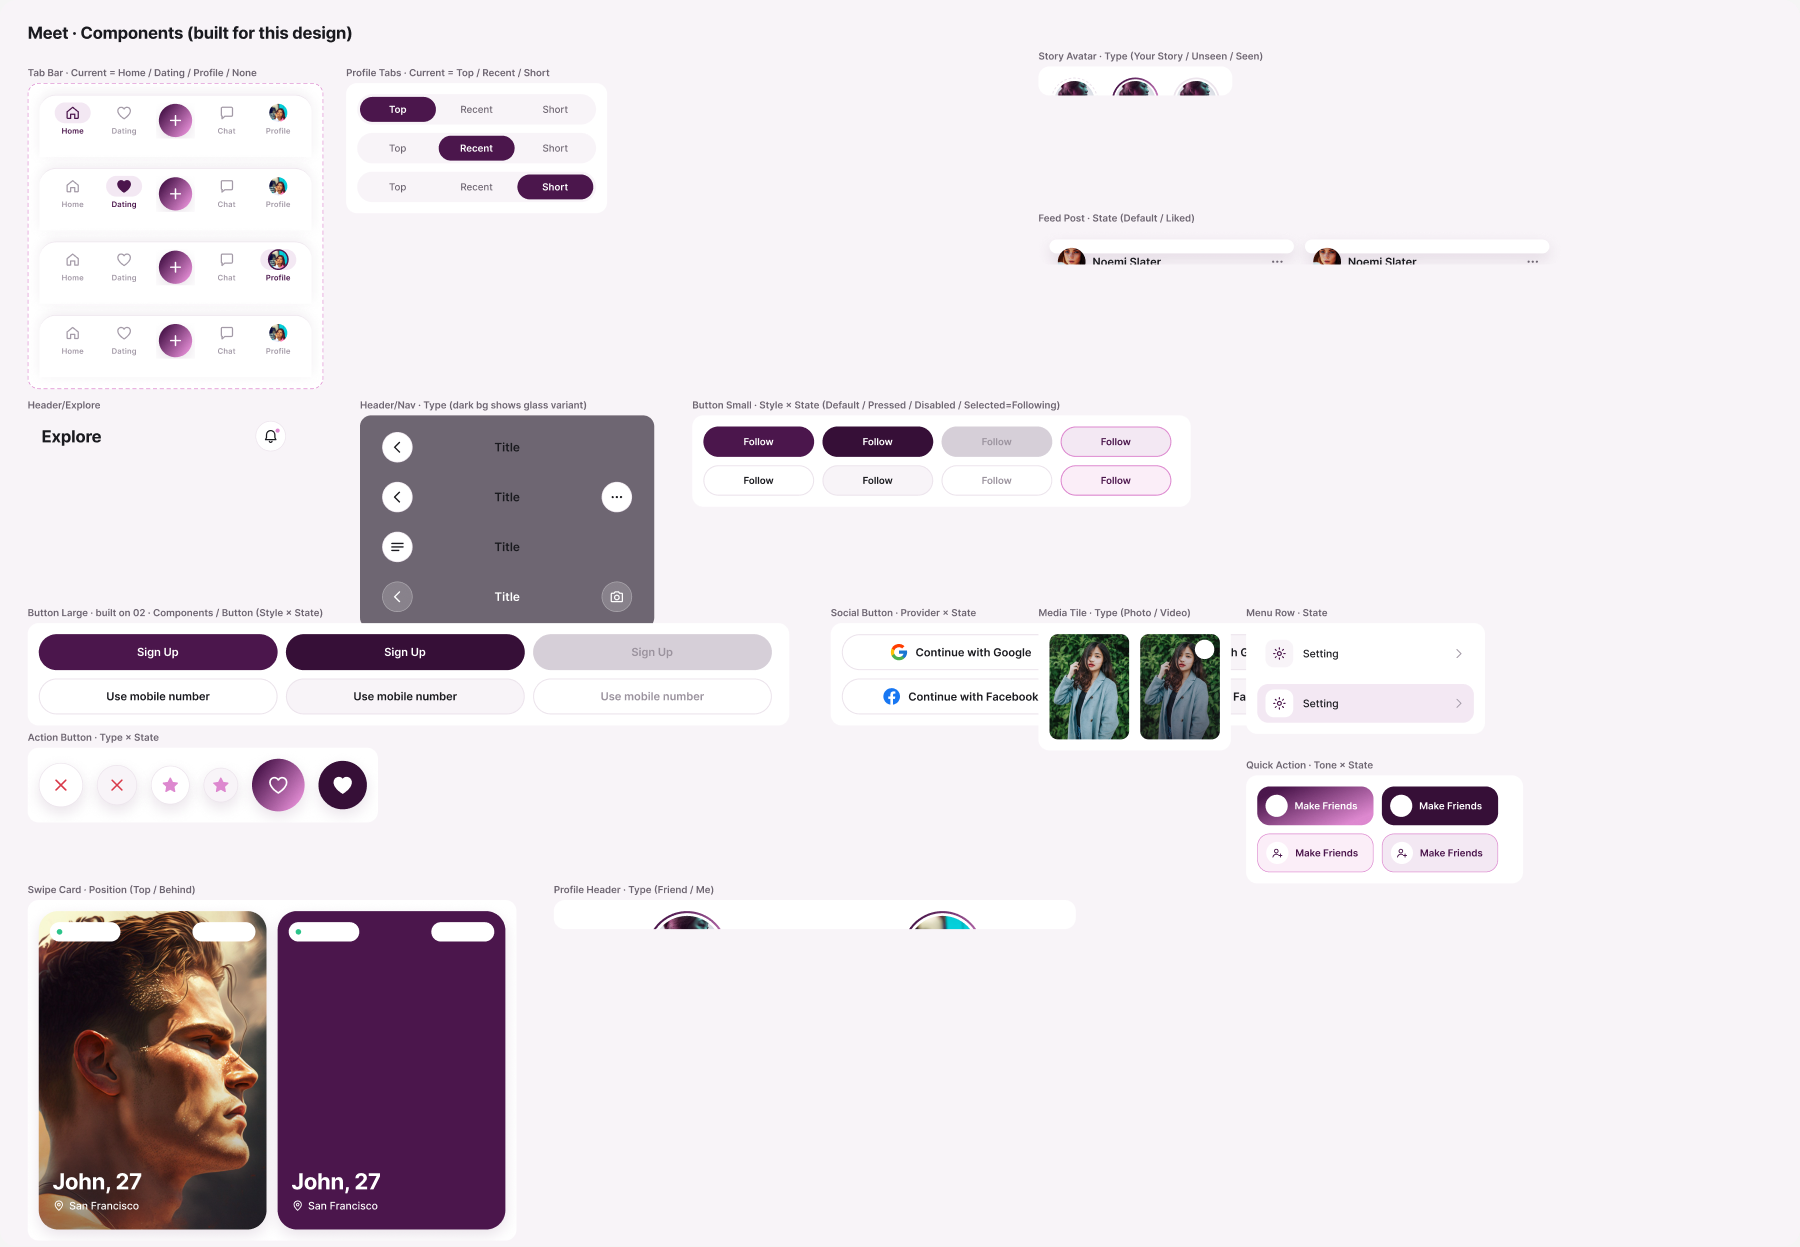 Meet · Components (built for this design)
Tab Bar · Current = Home / Dating / Profile / None
Home
Dating
Chat
Profile
Home
Dating
Chat
Profile
Home
Dating
Chat
Profile
Home
Dating
Chat
Profile
Profile Tabs · Current = Top / Recent / Short
Top Recent Short
Top Recent Short
Top Recent Short
Story Avatar · Type (Your Story / Unseen / Seen)
Feed Post · State (Default / Liked)
Noemi Slater
Noemi Slater
Header/Explore
Explore
Header/Nav · Type (dark bg shows glass variant)
Title
Title
Title
Title
Button Small · Style × State (Default / Pressed / Disabled / Selected=Following)
Follow Follow Follow Follow
Follow Follow Follow Follow
Button Large · built on 02 · Components / Button (Style × State)
Sign Up Sign Up Sign Up
Use mobile number Use mobile number Use mobile number
Social Button · Provider × State
Continue with Google
h G
Continue with Facebook
Fa
Media Tile · Type (Photo / Video)
Menu Row · State
Setting
Setting
Action Button · Type × State
Quick Action · Tone × State
Make Friends Make Friends
Make Friends Make Friends
Swipe Card · Position (Top / Behind)
John, 27
San Francisco
John, 27
San Francisco
Profile Header · Type (Friend / Me)